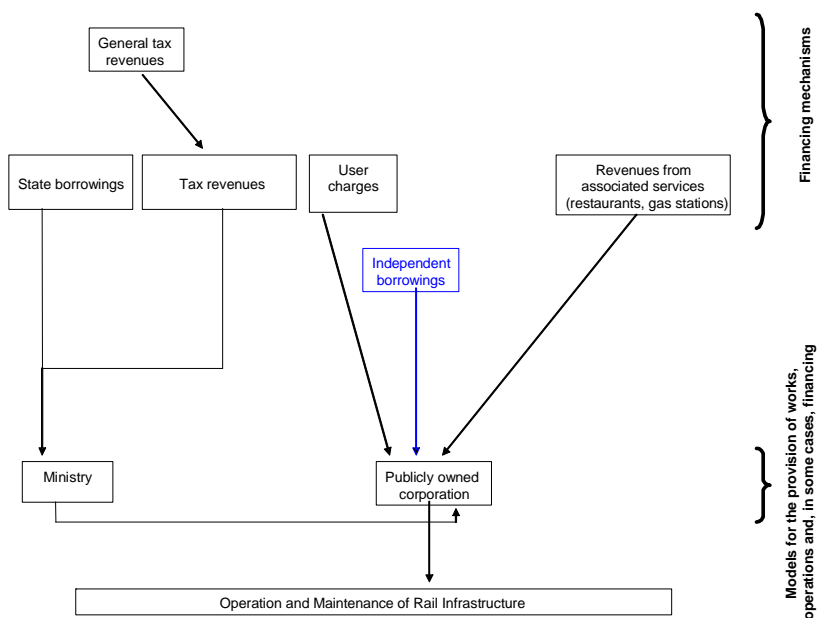 General tax
revenues
Financing mechanisms
State borrowings
Tax revenues
User
charges
Revenues from
associated services
(restaurants, gas stations)
Independent
borrowings
Models for the provision of works,
operations and, in some cases, financing
Ministry
Publicly owned
corporation
Operation and Maintenance of Rail Infrastructure